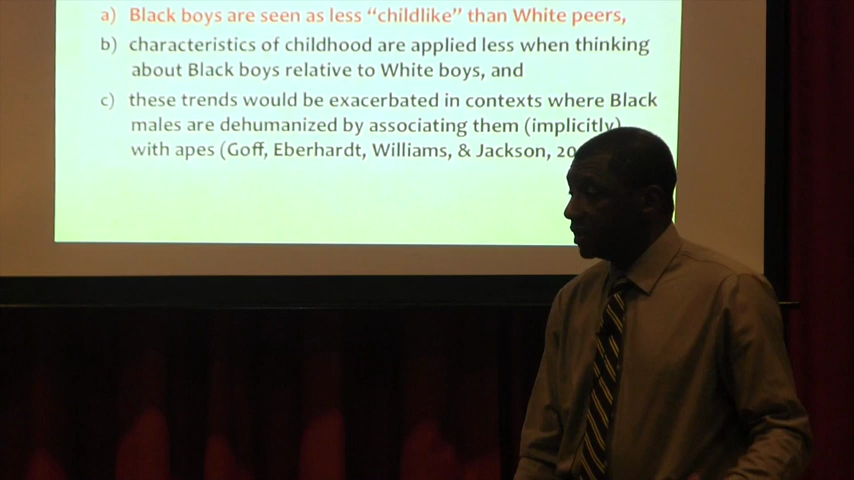 a) Black boys are seen as less “childlike” than White peers,
b) characteristics of childhood are applied less when thinking
about Black boys relative to White boys, and
c) these trends would be exacerbated in contexts where Black
males are dehumanized by associating them (implicitly)
with apes (Goff, Eberhardt, Williams, & Jackson,